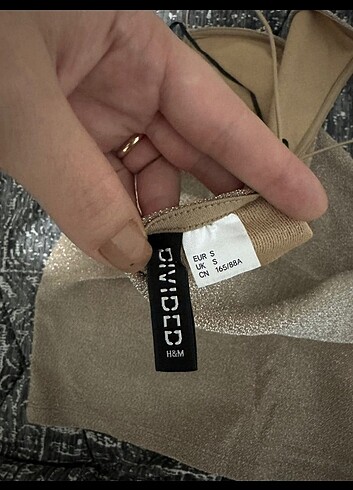 DIVIDED
H&M
EUR S
UK S
CN 165/88A